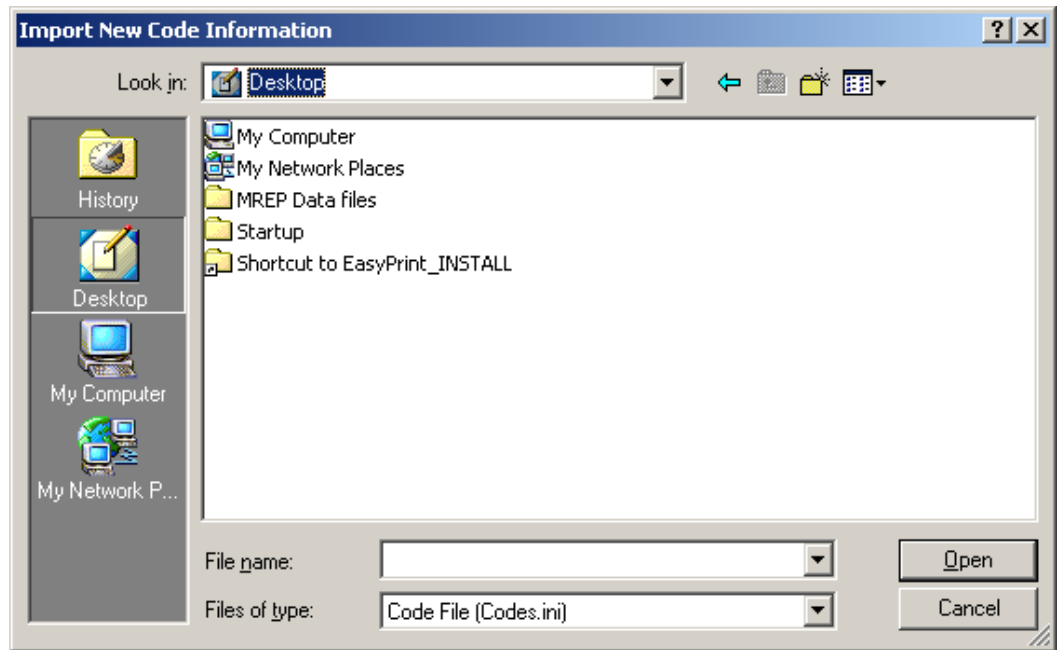 Import New Code Information
Look in: Desktop
History
Desktop
My Computer
My Network P...
My Computer
My Network Places
MREP Data files
Startup
Shortcut to EasyPrint_INSTALL
File name:
Open
Files of type: Code File (Codes.ini)
Cancel